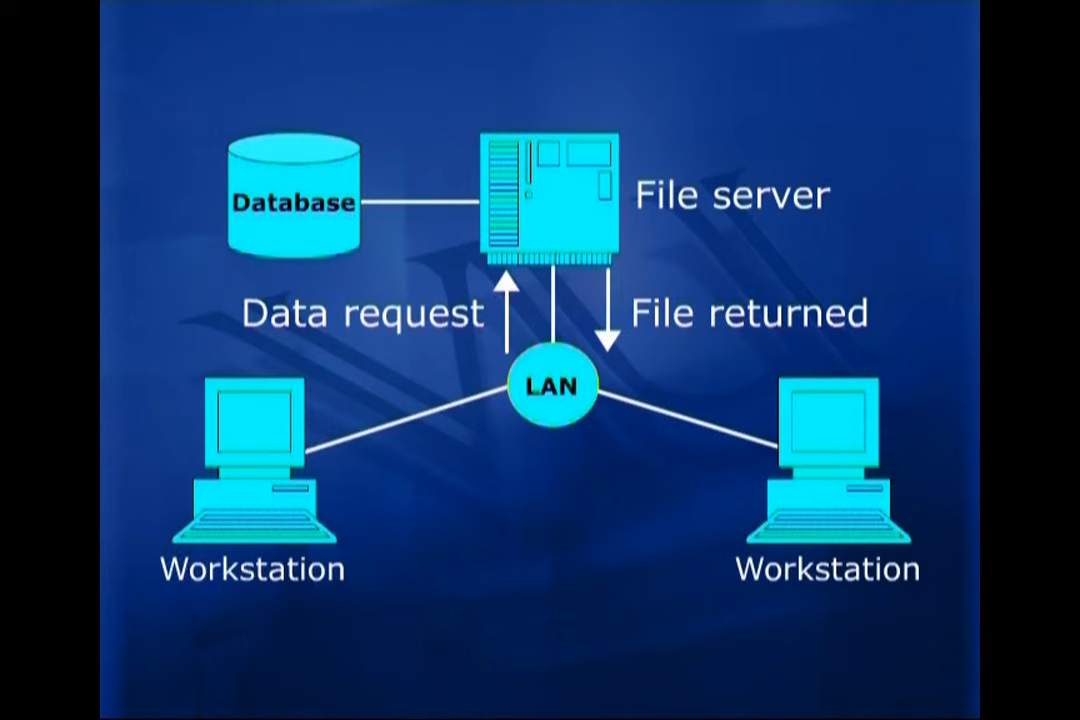 Database
File server
Data request
File returned
LAN
Workstation
Workstation